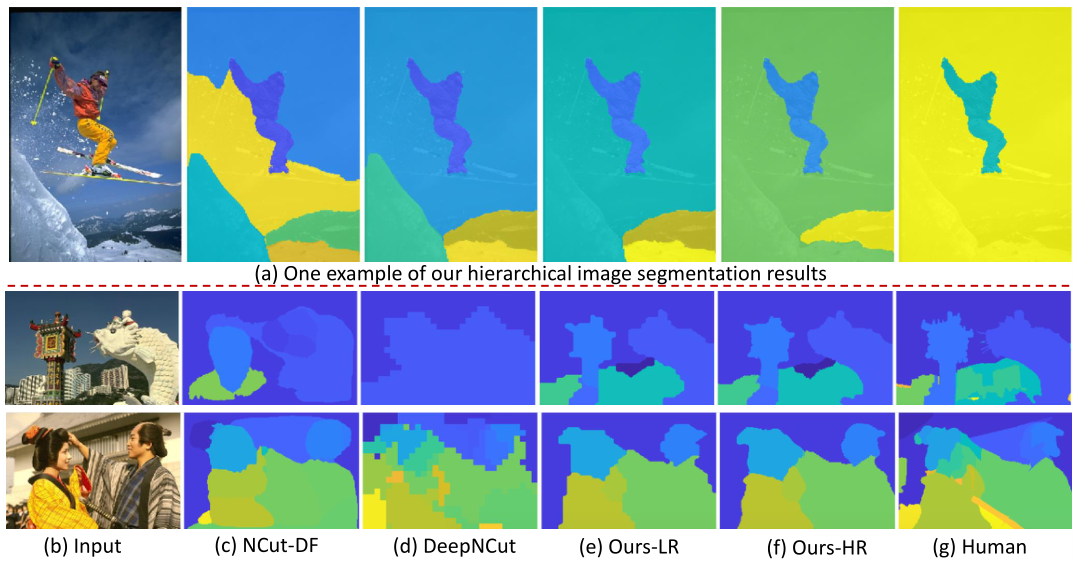 (a) One example of our hierarchical image segmentation results
(b) Input (c) NCut-DF (d) DeepNCut (e) Ours-LR (f) Ours-HR (g) Human